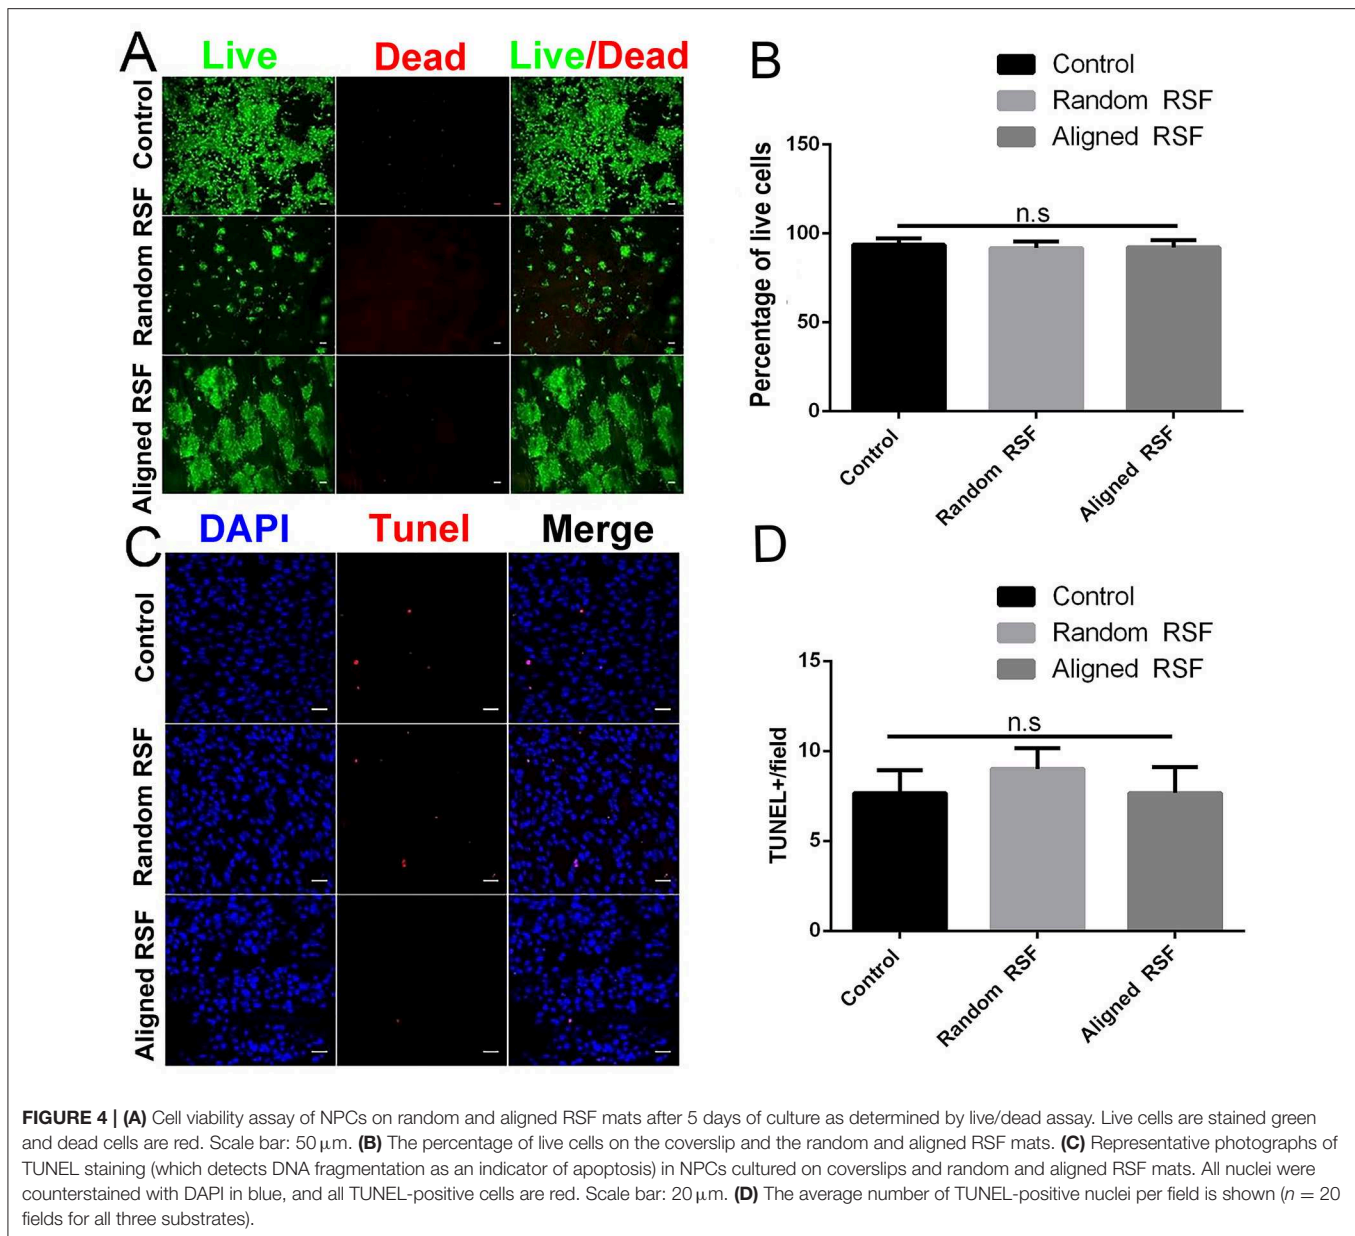 A
Live
Dead
Live/Dead
Control
Random RSF
Aligned RSF
B
Control
Random RSF
Aligned RSF
150
100
50
0
Percentage of live cells
n.s
Control
Random RSF
Aligned RSF
C
DAPI
Tunel
Merge
Control
Random RSF
Aligned RSF
D
Control
Random RSF
Aligned RSF
15
10
5
0
TUNEL+/field
n.s
Control
Random RSF
Aligned RSF
FIGURE 4 | (A) Cell viability assay of NPCs on random and aligned RSF mats after 5 days of culture as determined by live/dead assay. Live cells are stained green
and dead cells are red. Scale bar: 50 μm. (B) The percentage of live cells on the coverslip and the random and aligned RSF mats. (C) Representative photographs of
TUNEL staining (which detects DNA fragmentation as an indicator of apoptosis) in NPCs cultured on coverslips and random and aligned RSF mats. All nuclei were
counterstained with DAPI in blue, and all TUNEL-positive cells are red. Scale bar: 20 μm. (D) The average number of TUNEL-positive nuclei per field is shown (n = 20
fields for all three substrates).